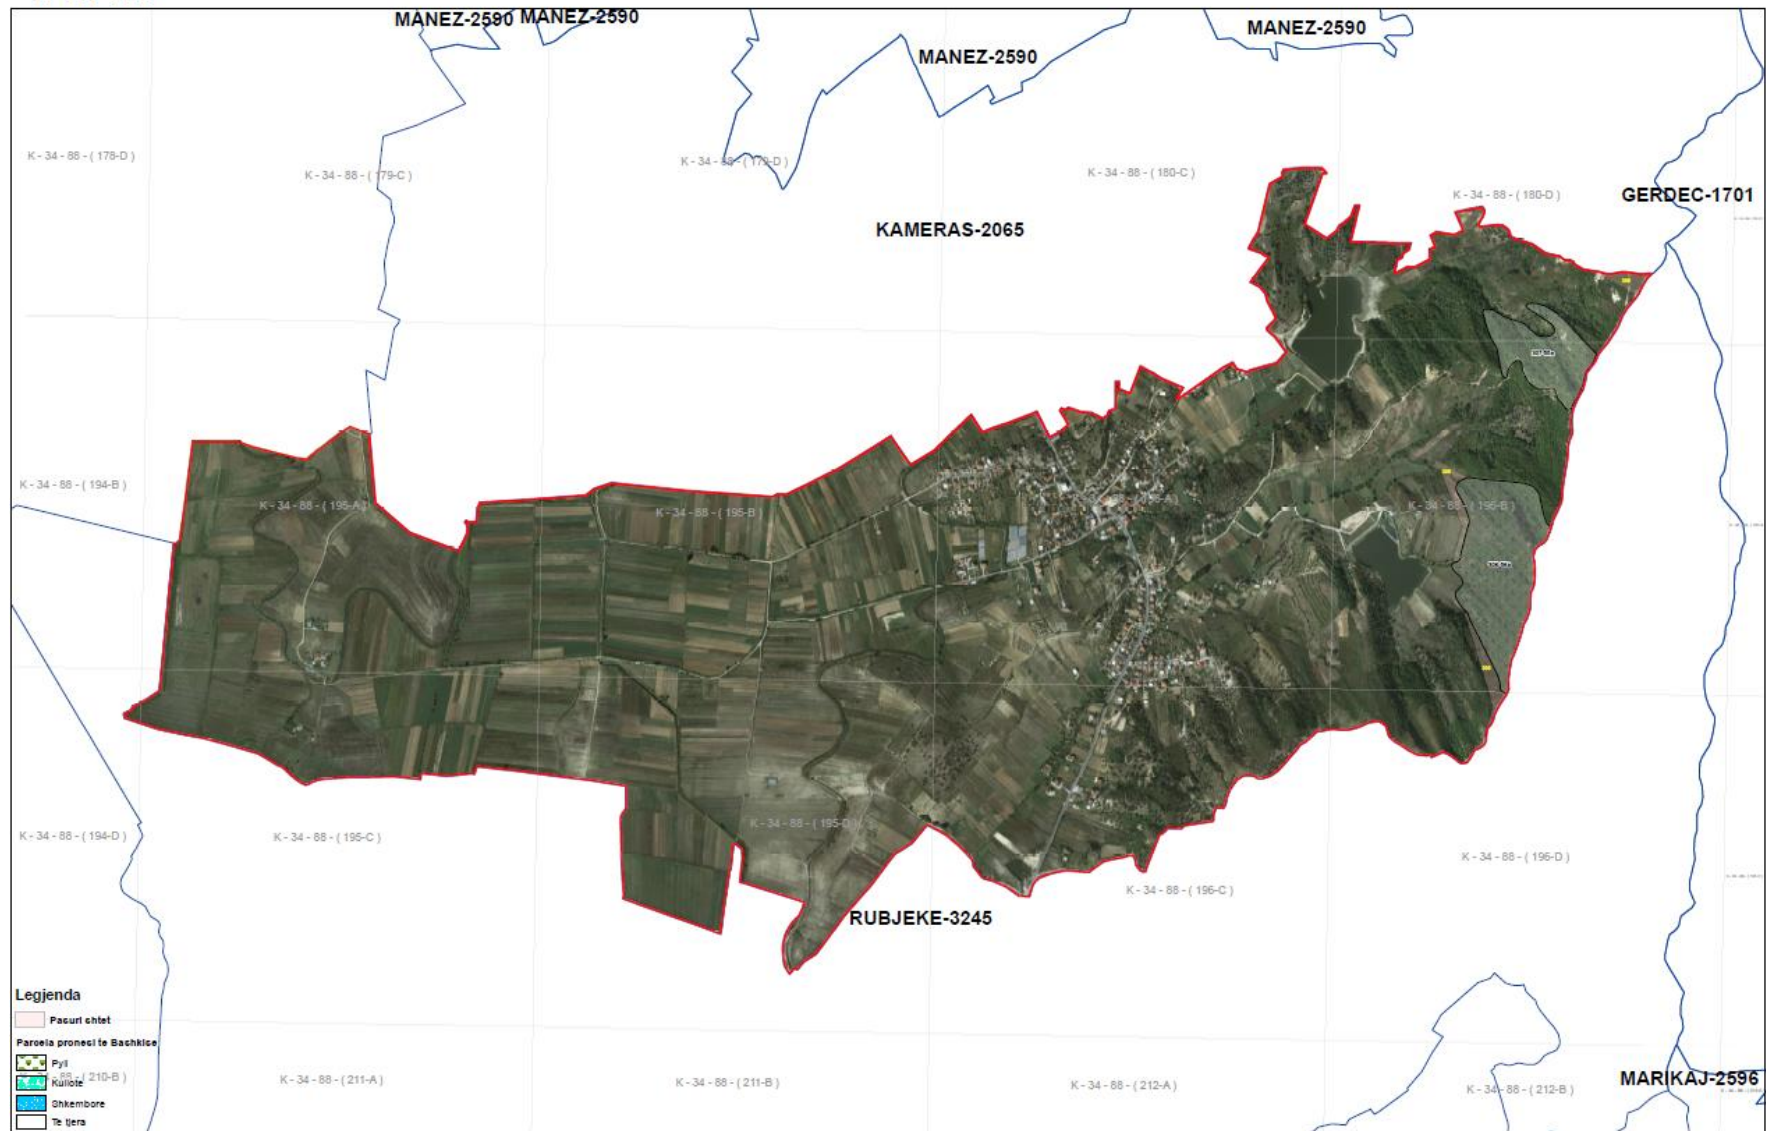 MANEZ-2590
MANEZ-2590
MANEZ-2590
MANEZ-2590
K - 34 - 88 - ( 178-D )
K - 34 - 88 - ( 179-C )
K - 34 - 88 - ( 179-D )
K - 34 - 88 - ( 180-C )
K - 34 - 88 - ( 180-D )
GERDEC-1701
KAMERAS-2065
K - 34 - 88 - ( 194-B )
K - 34 - 88 - ( 195-A )
K - 34 - 88 - ( 195-B )
K - 34 - 88 - ( 196-B )
K - 34 - 88 - ( 194-D )
K - 34 - 88 - ( 195-C )
K - 34 - 88 - ( 195-D )
K - 34 - 88 - ( 196-C )
K - 34 - 88 - ( 196-D )
RUBJEKE-3245
Legjenda
Pasuri shtet
Parcela pronesi te Bashkise
Pyll
Kullote
Shkembore
Te tjera
K - 34 - 88 - ( 210-B )
K - 34 - 88 - ( 211-A )
K - 34 - 88 - ( 211-B )
K - 34 - 88 - ( 212-A )
K - 34 - 88 - ( 212-B )
MARIKAJ-2596